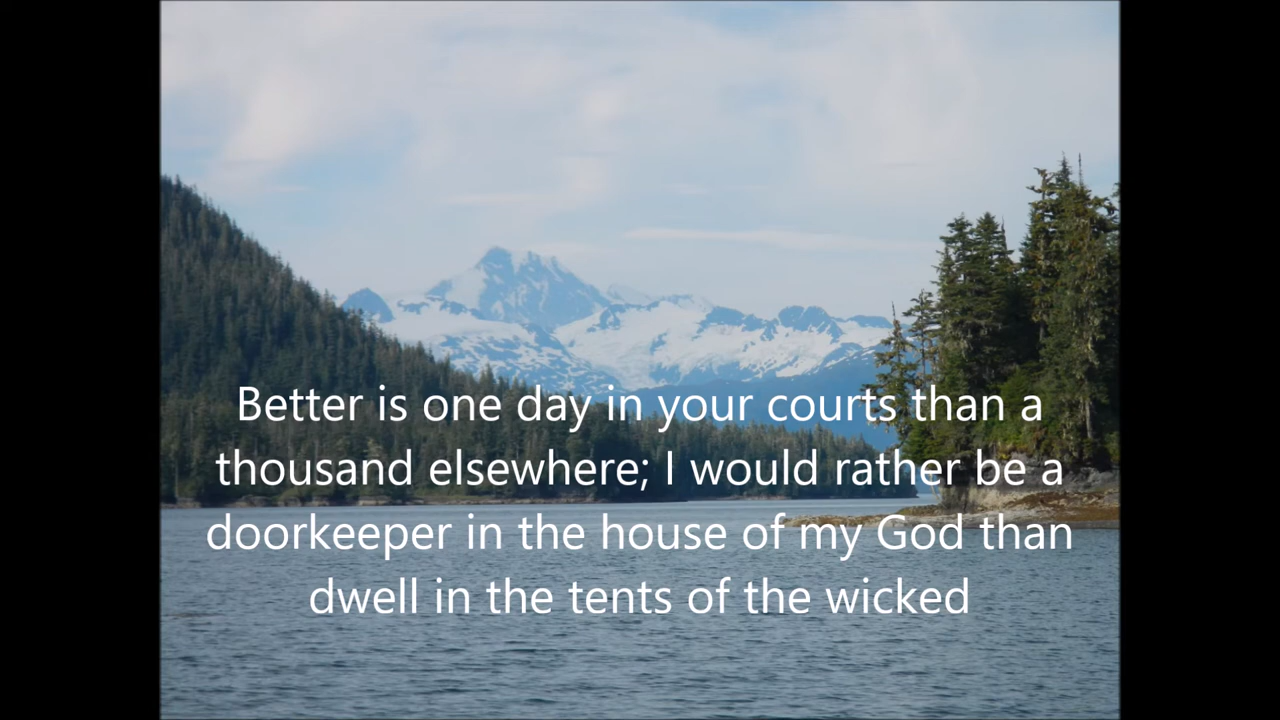 Better is one day in your courts than a
thousand elsewhere; I would rather be a
doorkeeper in the house of my God than
dwell in the tents of the wicked